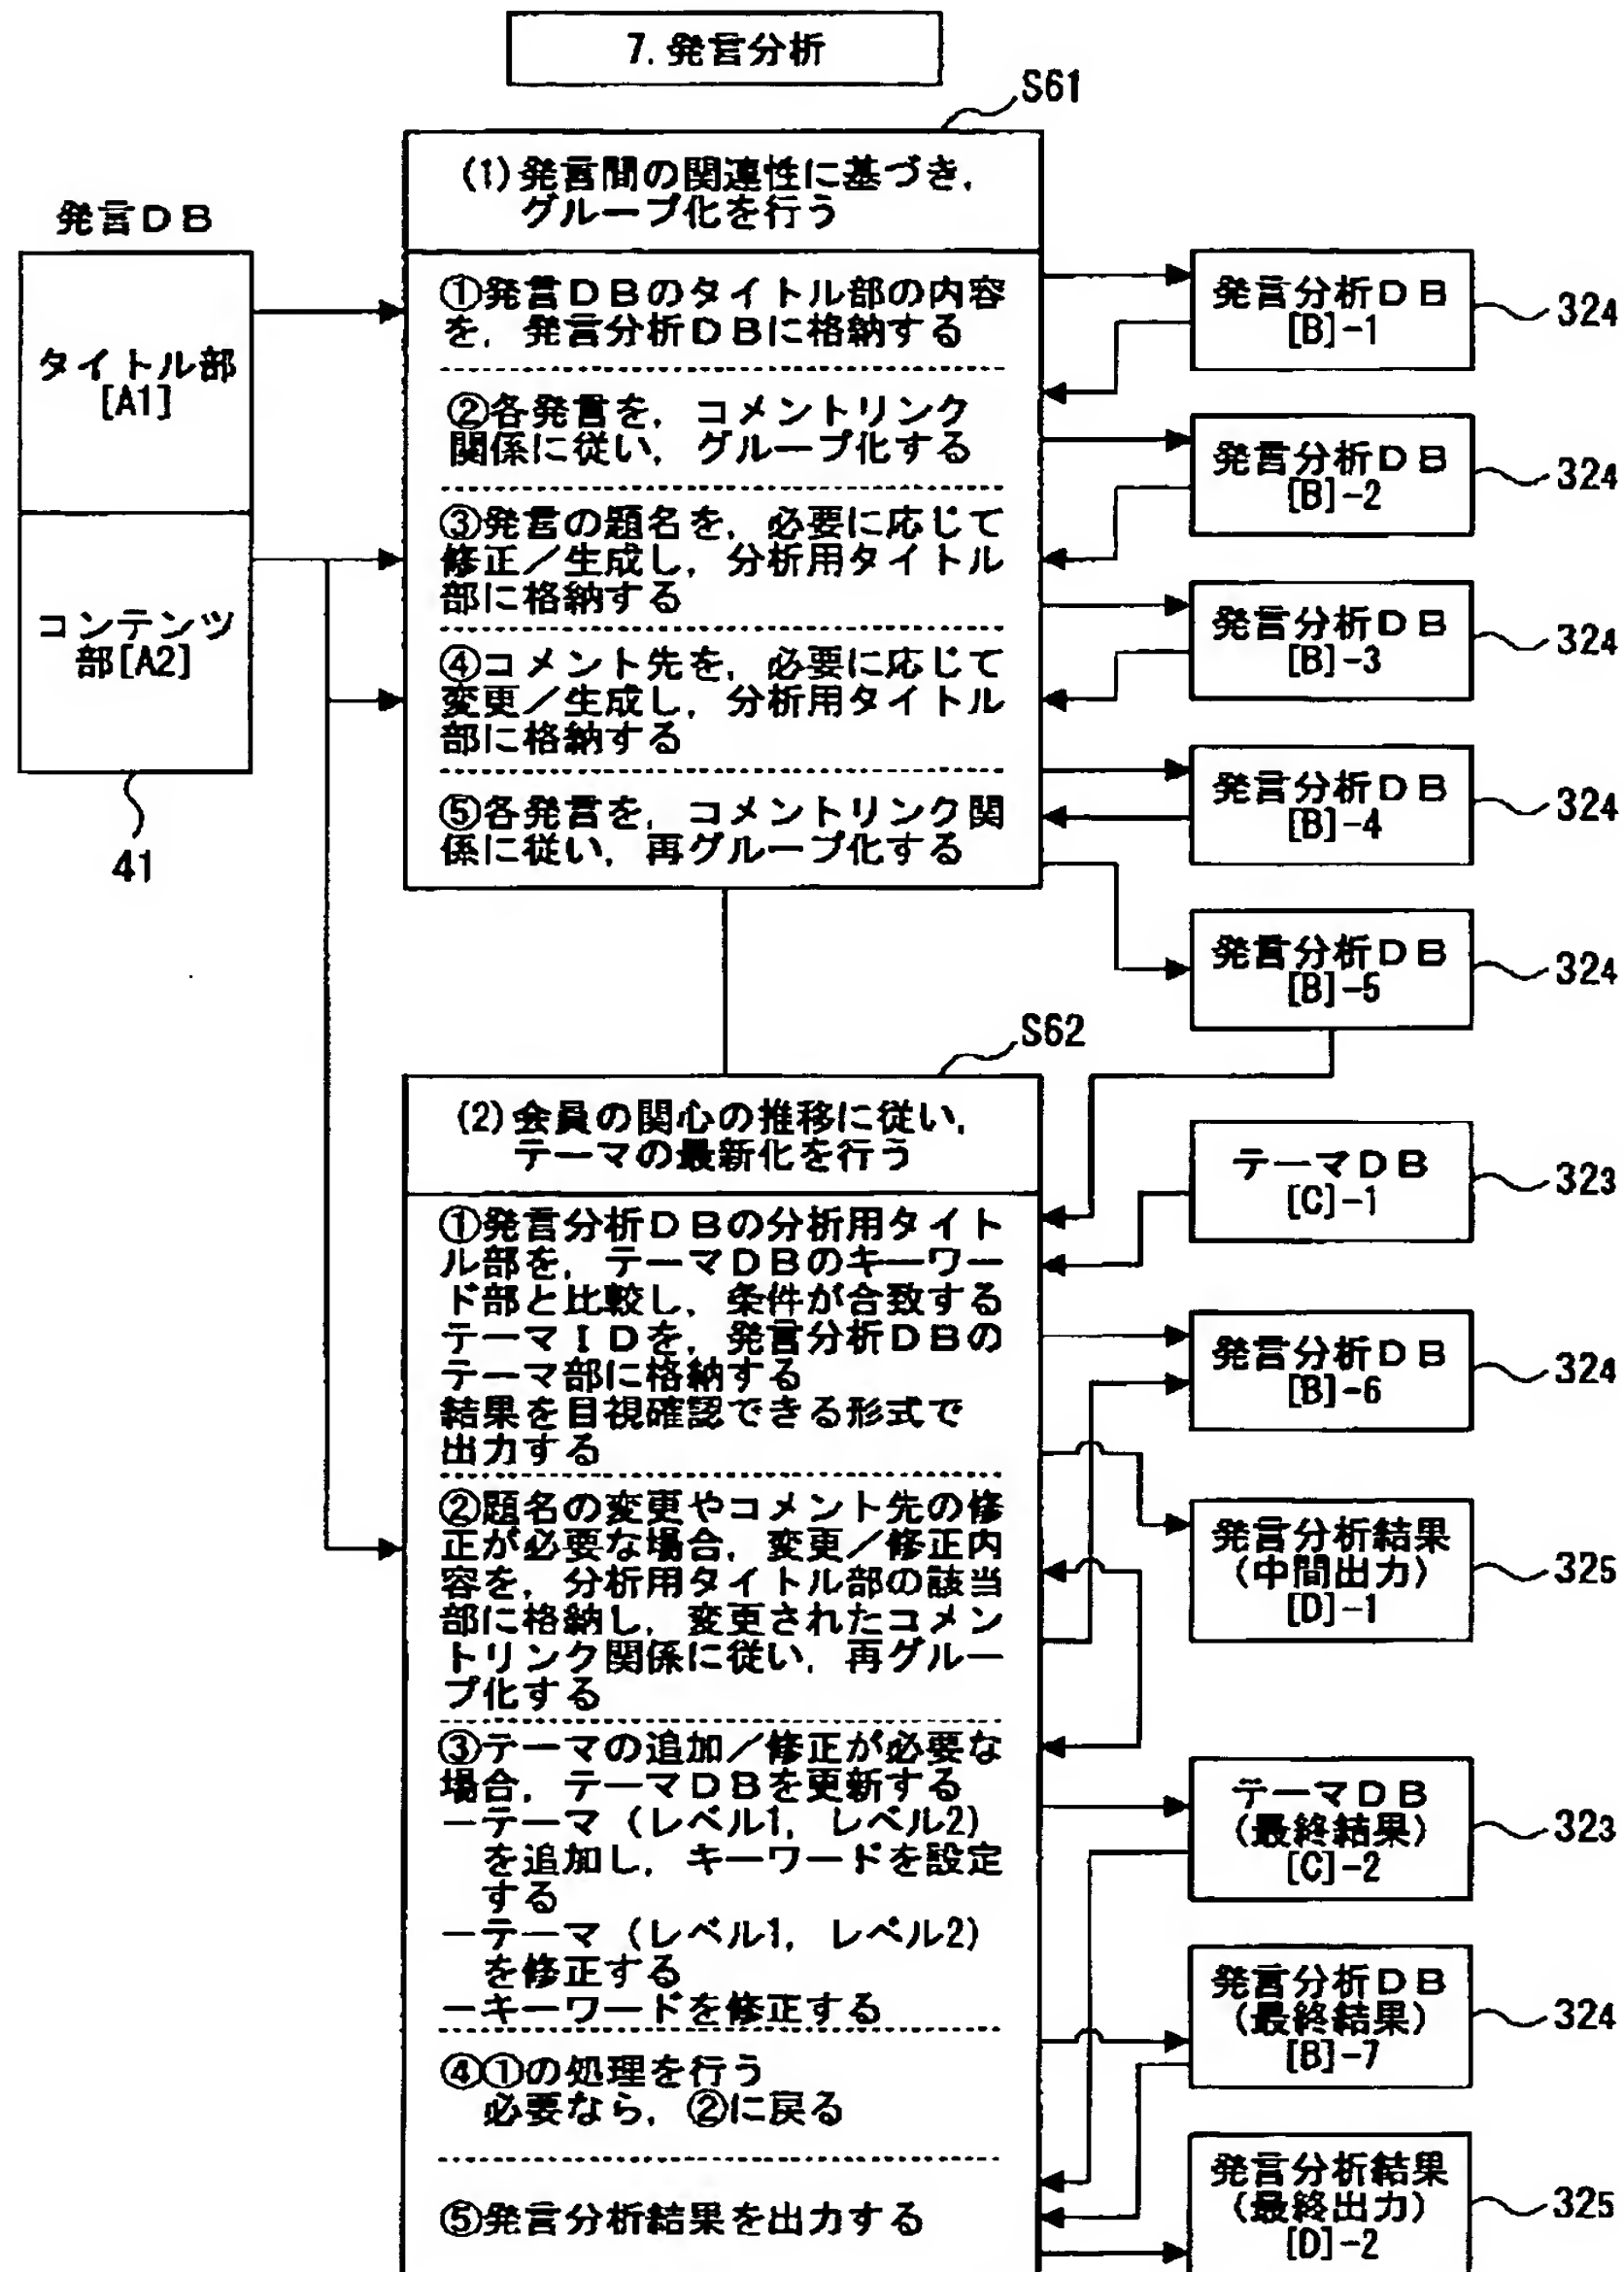 7.発言分析
S61
(1)発言間の関連性に基づき,
グループ化を行う
発言DB
タイトル部
[A1]
コンテンツ
部[A2]
41
①発言DBのタイトル部の内容
を,発言分析DBに格納する
②各発言を,コメントリンク
関係に従い,グループ化する
③発言の題名を,必要に応じて
修正/生成し,分析用タイトル
部に格納する
④コメント先を,必要に応じて
変更/生成し,分析用タイトル
部に格納する
⑤各発言を,コメントリンク関
係に従い,再グループ化する
発言分析DB
[B]-1
324
発言分析DB
[B]-2
324
発言分析DB
[B]-3
324
発言分析DB
[B]-4
324
発言分析DB
[B]-5
324
S62
(2)会員の関心の推移に従い,
テーマの最新化を行う
①発言分析DBの分析用タイト
ル部を,テーマDBのキーワー
ド部と比較し,条件が合致する
テーマIDを,発言分析DBの
テーマ部に格納する
結果を目視確認できる形式で
出力する
②題名の変更やコメント先の修
正が必要な場合,変更/修正内
容を,分析用タイトル部の該当
部に格納し,変更されたコメン
トリンク関係に従い,再グルー
プ化する
③テーマの追加/修正が必要な
場合,テーマDBを更新する
-テーマ(レベル1,レベル2)
を追加し,キーワードを設定
する
-テーマ(レベル1,レベル2)
を修正する
-キーワードを修正する
④①の処理を行う
必要なら,②に戻る
⑤発言分析結果を出力する
テーマDB
[C]-1
323
発言分析DB
[B]-6
324
発言分析結果
(中間出力)
[D]-1
325
テーマDB
(最終結果)
[C]-2
323
発言分析DB
(最終結果)
[B]-7
324
発言分析結果
(最終出力)
[D]-2
325